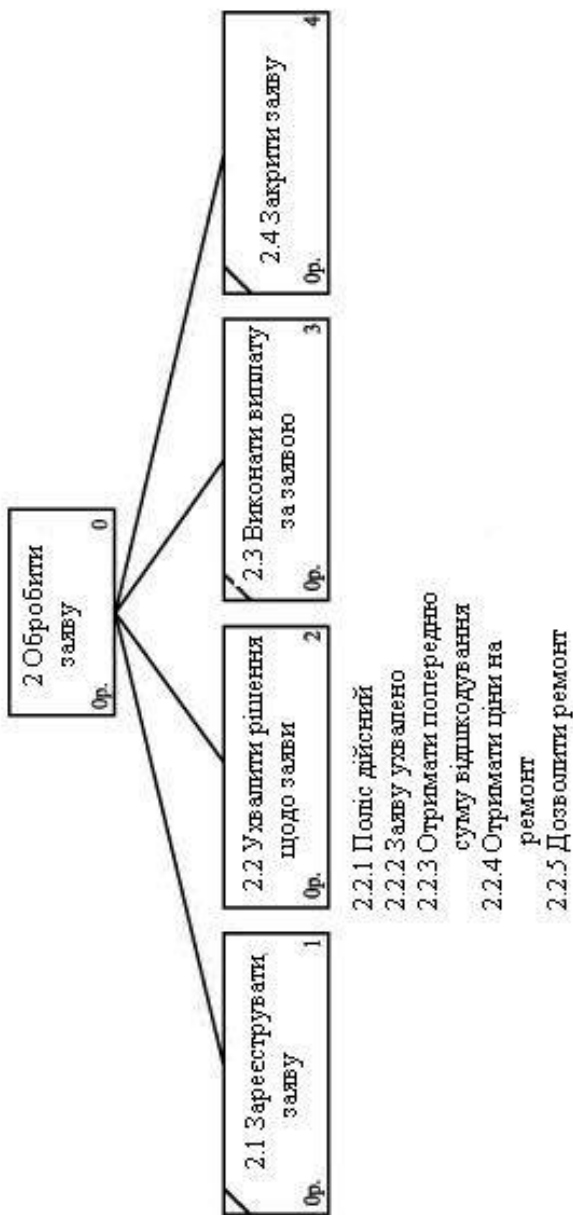 2 Обробити
заяву
0р.
0
2.1 Зареєструвати
заяву
0р.
1
2.2 Ухвалити рішення
щодо заяви
0р.
2
2.3 Виконати виплату
за заявою
0р.
3
2.4 Закрити заяву
0р.
4
2.2.1 Поліс дійсний
2.2.2 Заяву ухвалено
2.2.3 Отримати попередню
суму відшкодування
2.2.4 Отримати ціни на
ремонт
2.2.5 Дозволити ремонт